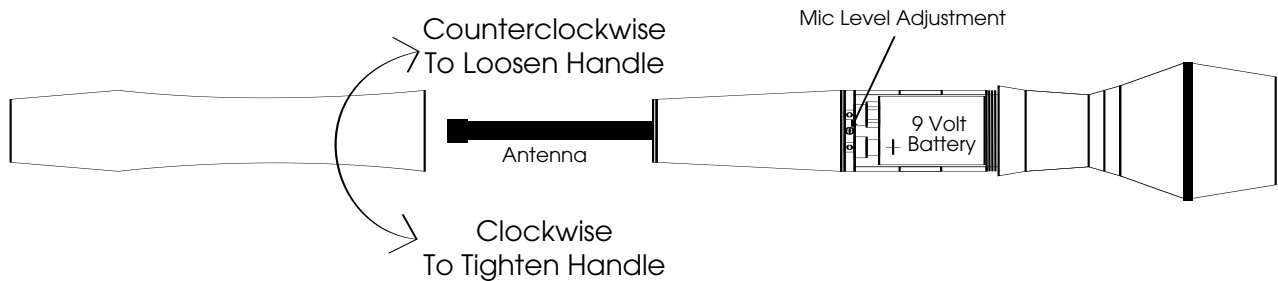 Mic Level Adjustment
Counterclockwise
To Loosen Handle
Antenna
9 Volt
+ Battery
Clockwise
To Tighten Handle